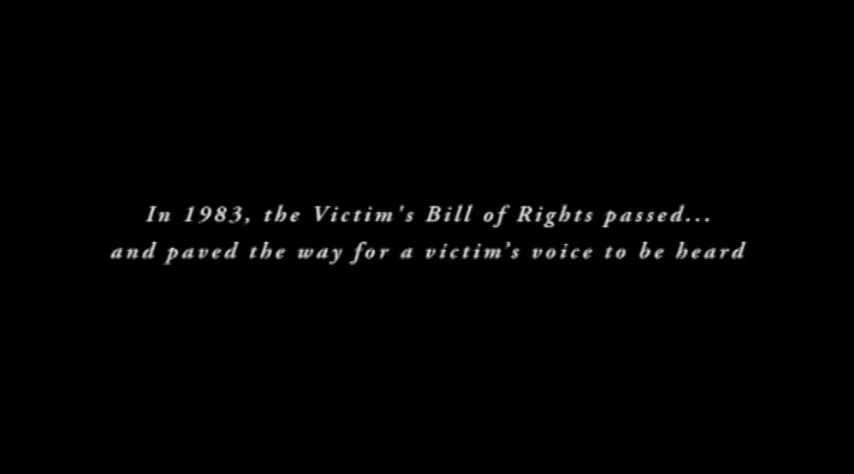 In 1983, the Victim's Bill of Rights passed...
and paved the way for a victim’s voice to be heard